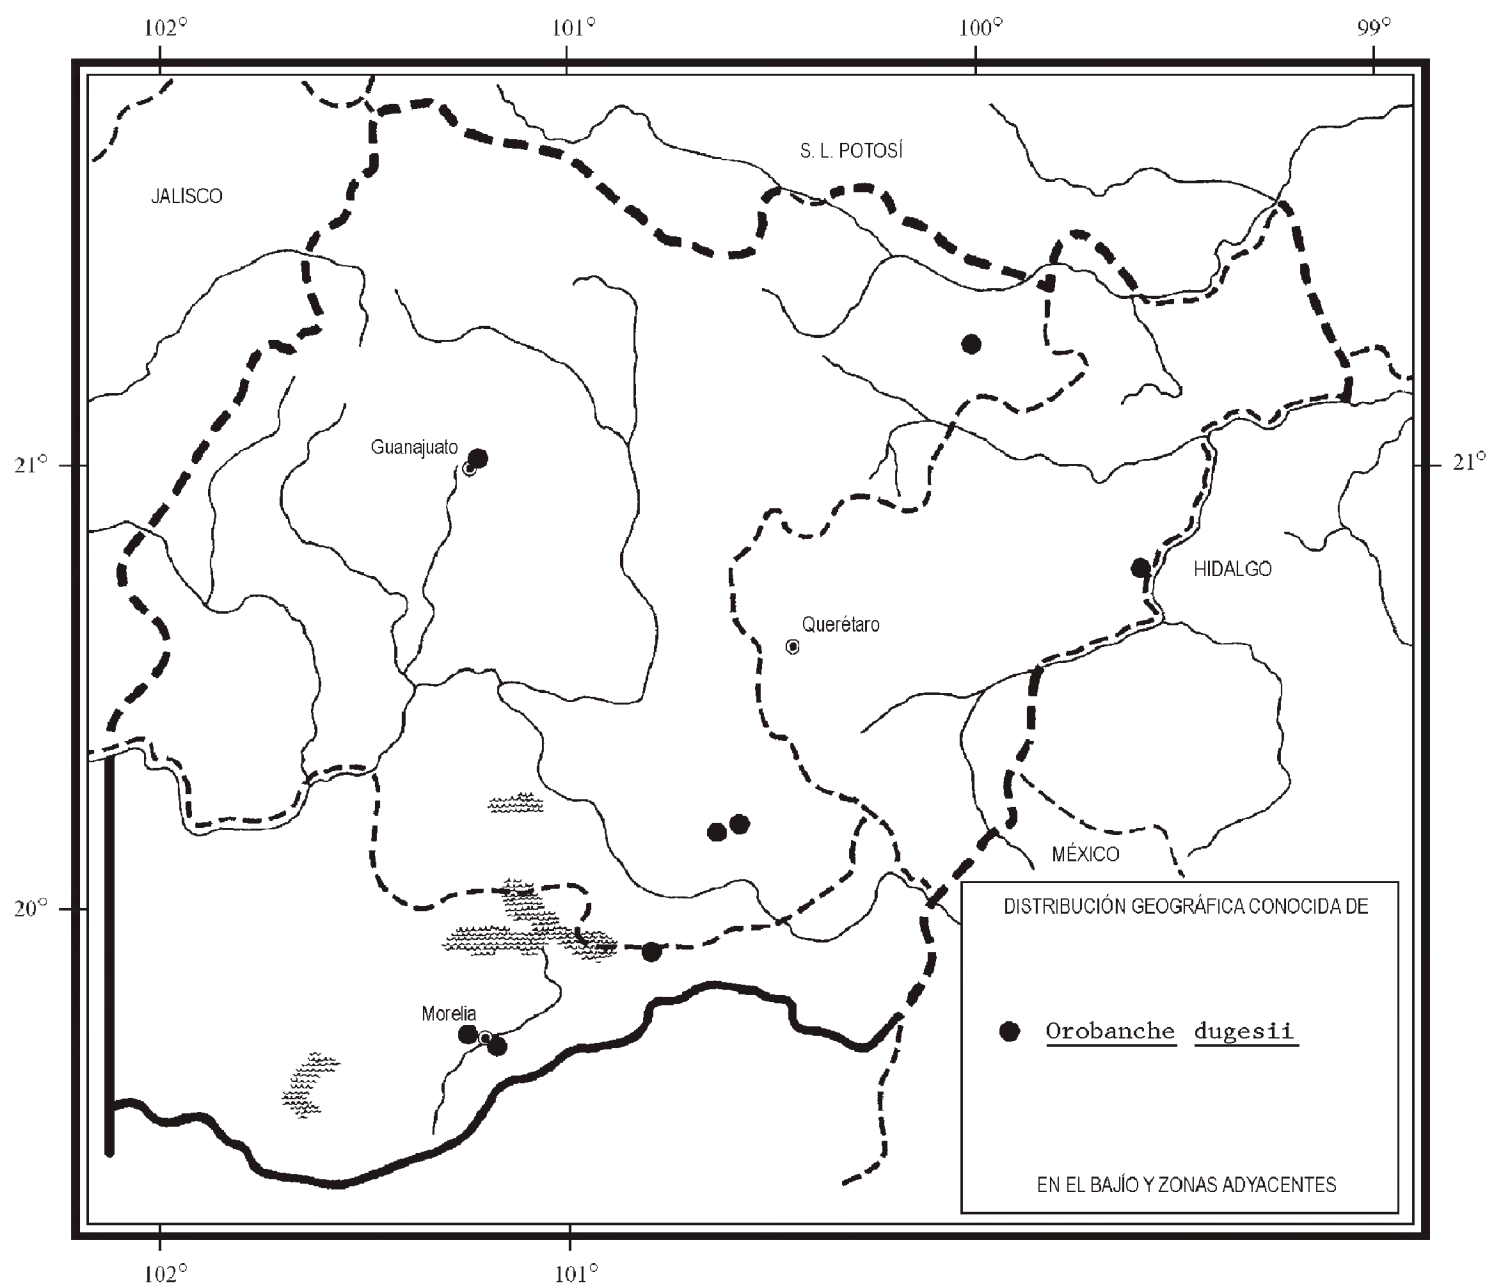 102° 101° 100° 99°
S. L. POTOSÍ
JALISCO
Guanajuato
21° 21°
HIDALGO
Querétaro
MÉXICO
20°
DISTRIBUCIÓN GEOGRÁFICA CONOCIDA DE
Morelia
Orobanche dugesii
EN EL BAJÍO Y ZONAS ADYACENTES
102° 101°